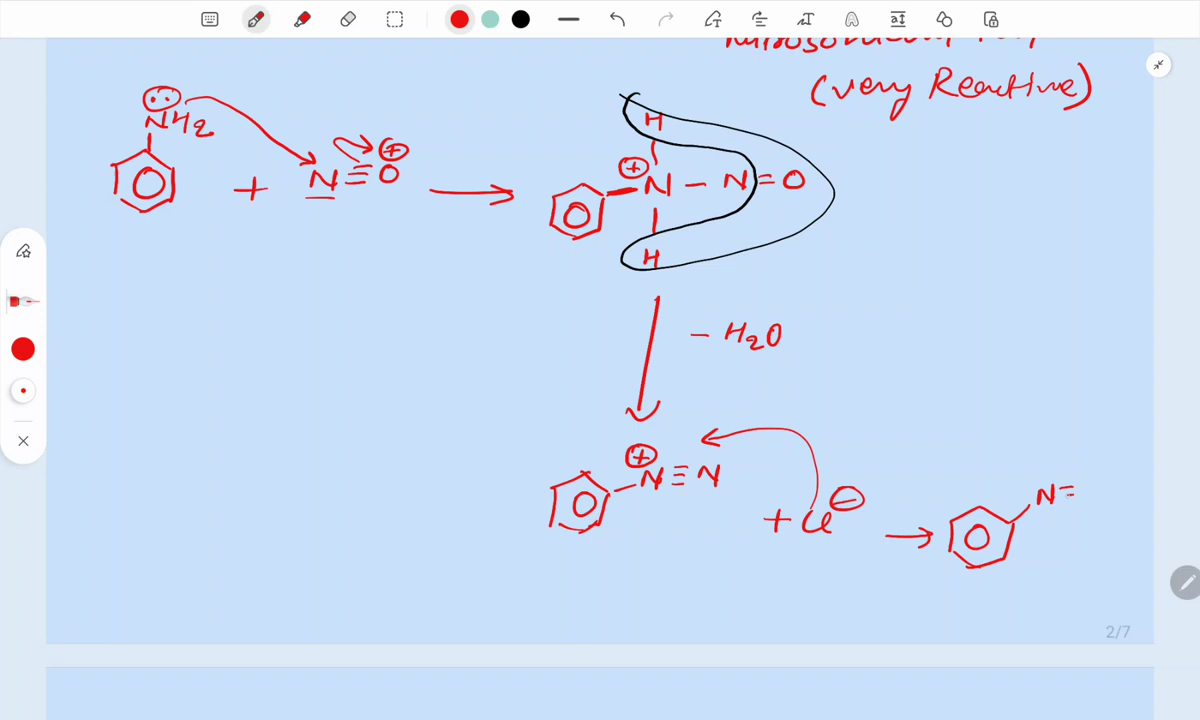 (very Reactive)
NH2
+ N≡O ⊕ →
H
⊕
N – N = O
H
– H2O
⊕
N≡N
+ Cl⊖ →
N=
2/7